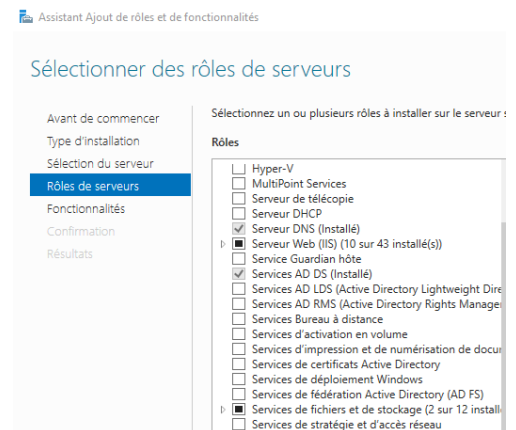 Assistant Ajout de rôles et de fonctionnalités
Sélectionner des rôles de serveurs
Avant de commencer
Type d'installation
Sélection du serveur
Rôles de serveurs
Fonctionnalités
Confirmation
Résultats
Sélectionnez un ou plusieurs rôles à installer sur le serveur
Rôles
Hyper-V
MultiPoint Services
Serveur de télécopie
Serveur DHCP
Serveur DNS (Installé)
Serveur Web (IIS) (10 sur 43 installé(s))
Service Guardian hôte
Services AD DS (Installé)
Services AD LDS (Active Directory Lightweight Dire
Services AD RMS (Active Directory Rights Manage
Services Bureau à distance
Services d'activation en volume
Services d'impression et de numérisation de docu
Services de certificats Active Directory
Services de déploiement Windows
Services de fédération Active Directory (AD FS)
Services de fichiers et de stockage (2 sur 12 install
Services de stratégie et d'accès réseau